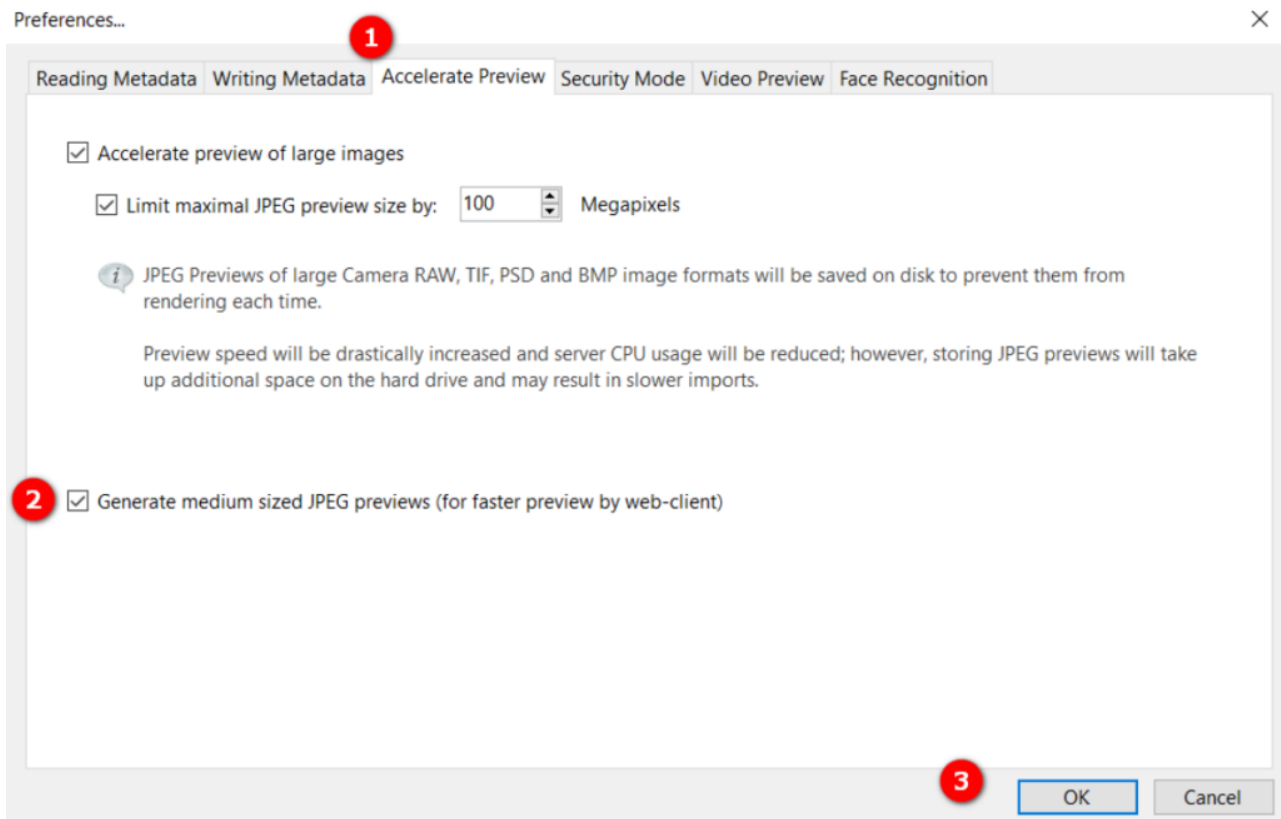 Preferences...
1
Reading Metadata Writing Metadata Accelerate Preview Security Mode Video Preview Face Recognition
Accelerate preview of large images
Limit maximal JPEG preview size by: 100 Megapixels
i JPEG Previews of large Camera RAW, TIF, PSD and BMP image formats will be saved on disk to prevent them from
rendering each time.
Preview speed will be drastically increased and server CPU usage will be reduced; however, storing JPEG previews will take
up additional space on the hard drive and may result in slower imports.
2 Generate medium sized JPEG previews (for faster preview by web-client)
3 OK Cancel